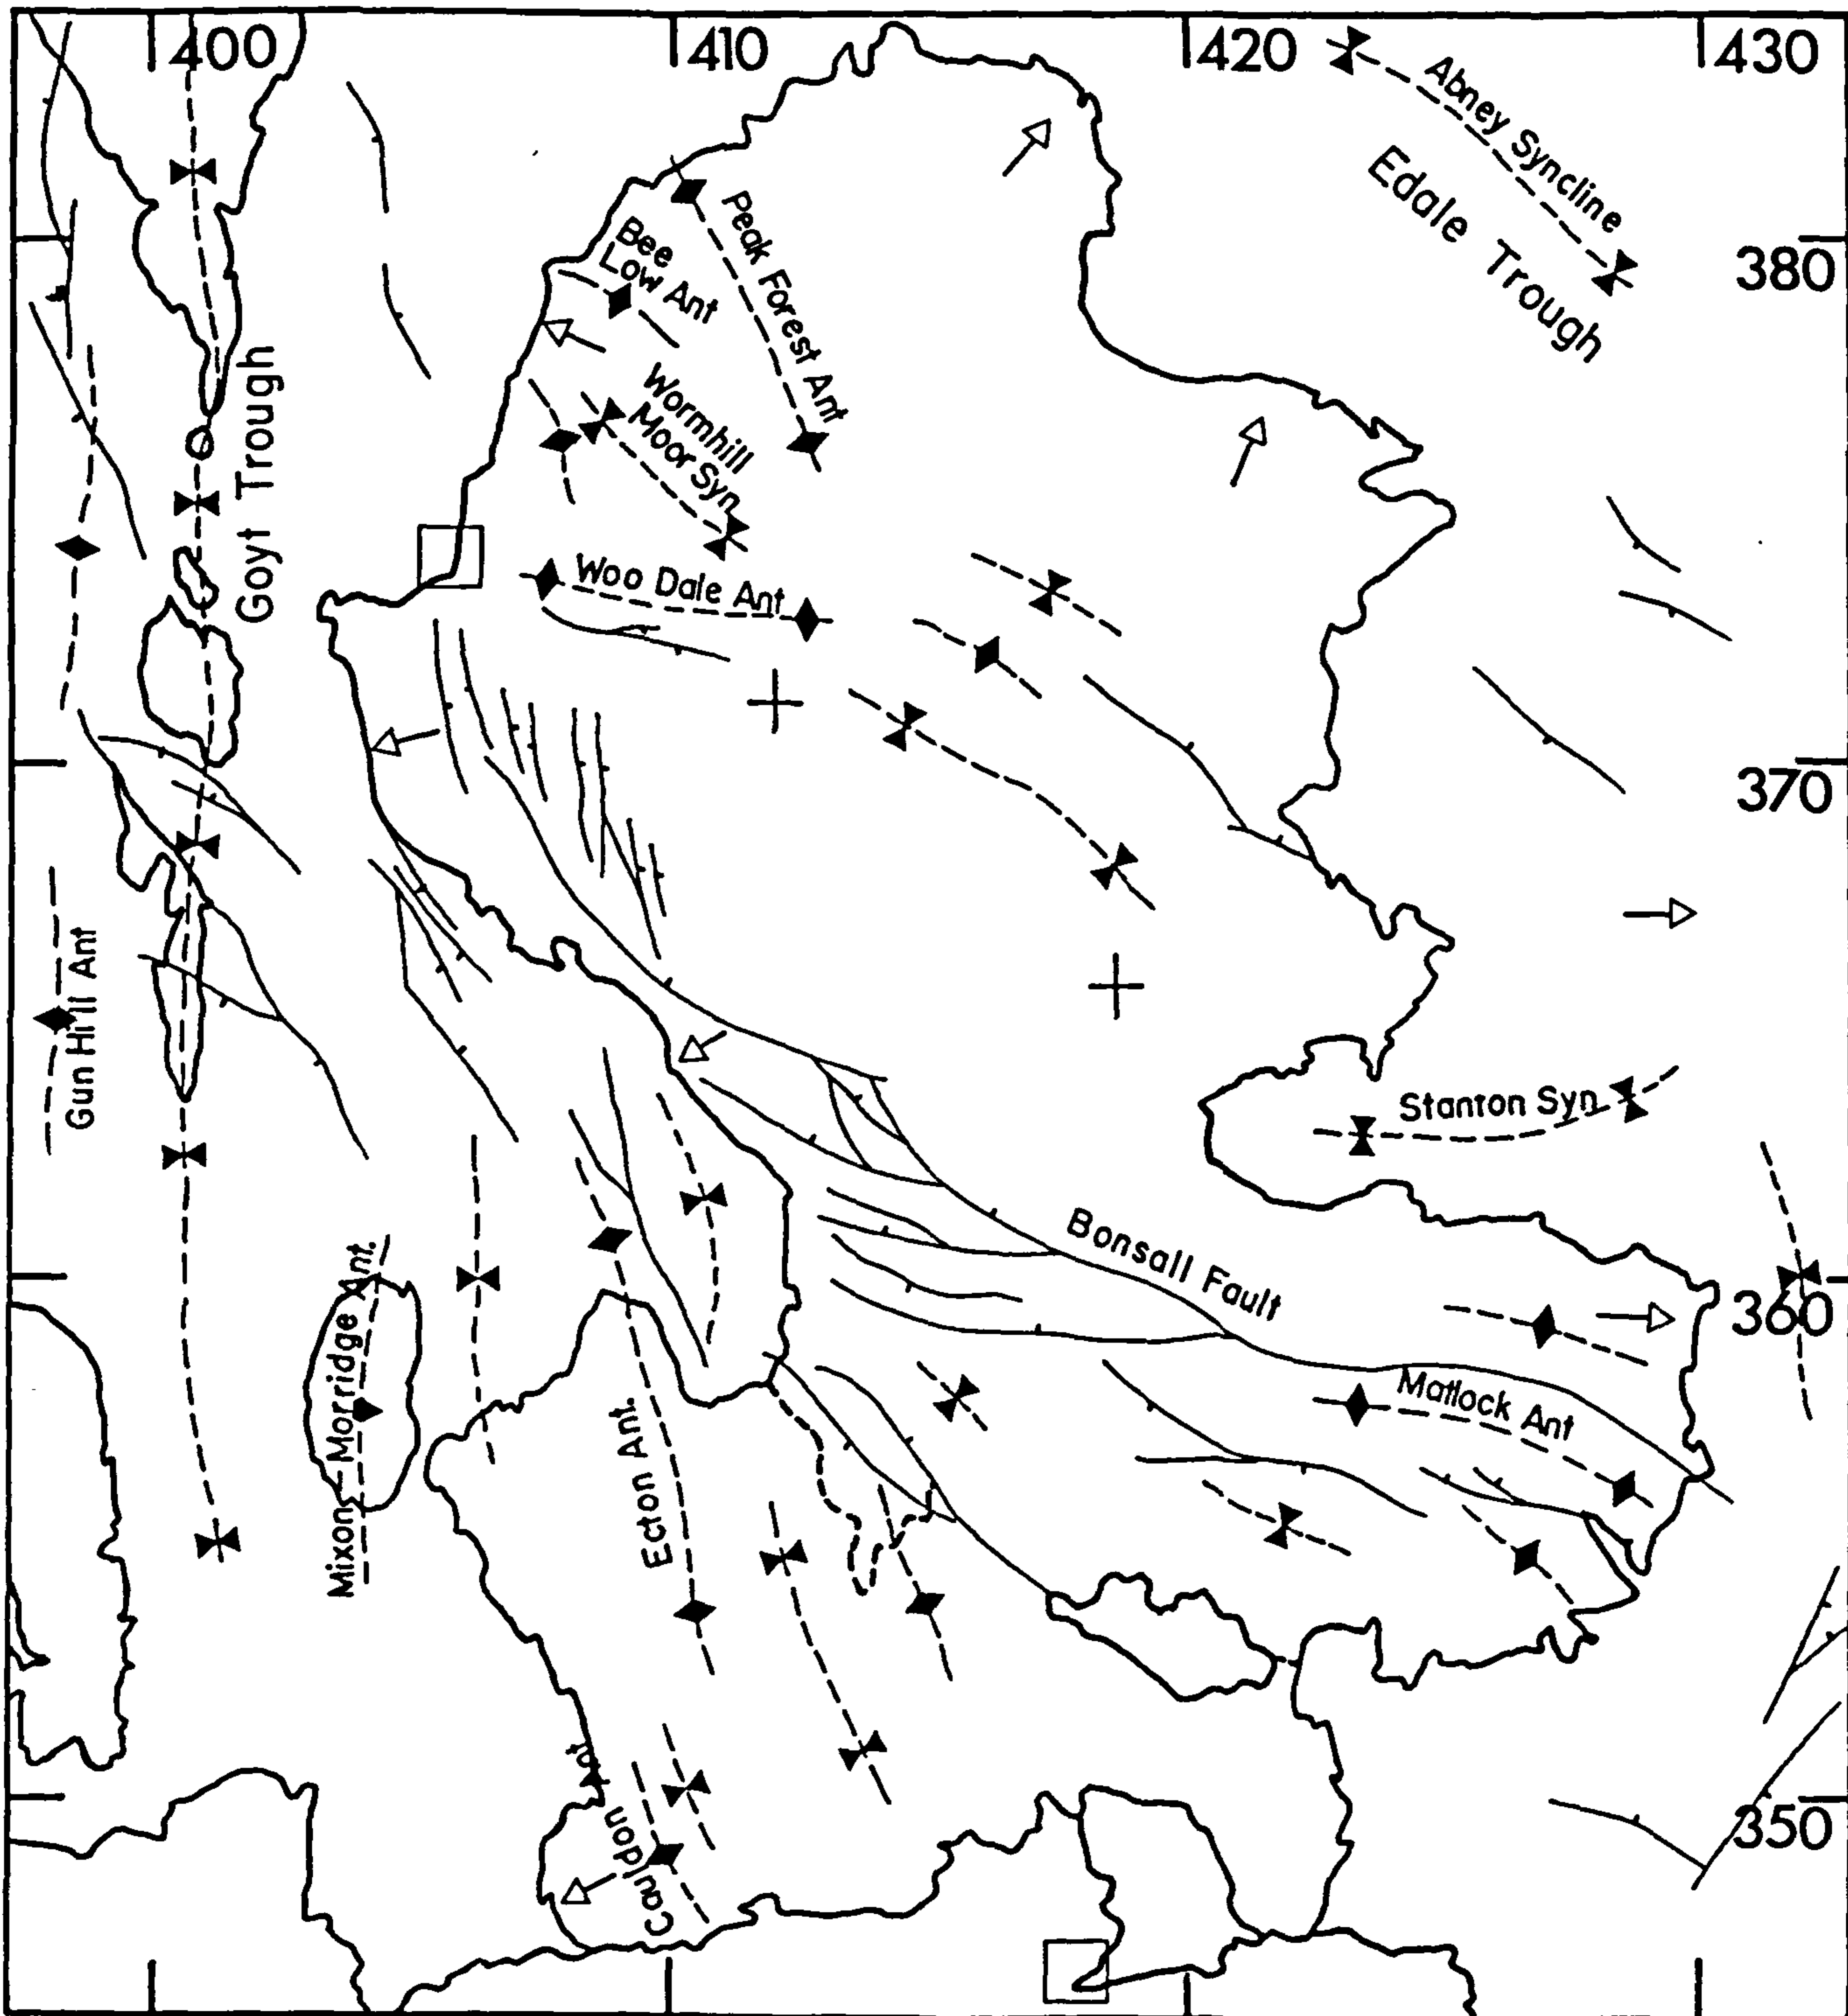 400
410
420
430
Abney Syncline
Edale Trough
380
Peak Forest Ant
Bee
Low Ant
Goyt Trough
Wormhill
Moor Syn
Woo Dale Ant
370
Gun Hill Ant
Stanton Syn
Bonsall Fault
360
Mixon-Morridge Ant.
Matlock Ant
Ecton Ant.
350
Cauldon